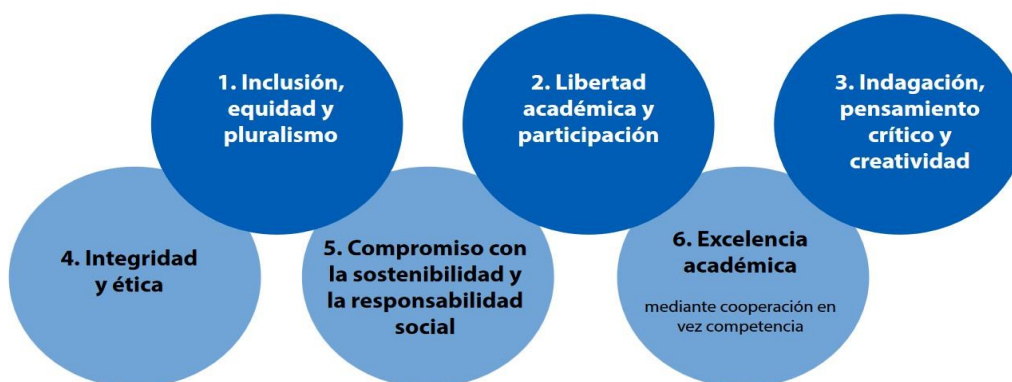 1. Inclusión,
equidad y
pluralismo
2. Libertad
académica y
participación
3. Indagación,
pensamiento
crítico y
creatividad
4. Integridad
y ética
5. Compromiso con
la sostenibilidad y
la responsabilidad
social
6. Excelencia
académica
mediante cooperación en
vez competencia